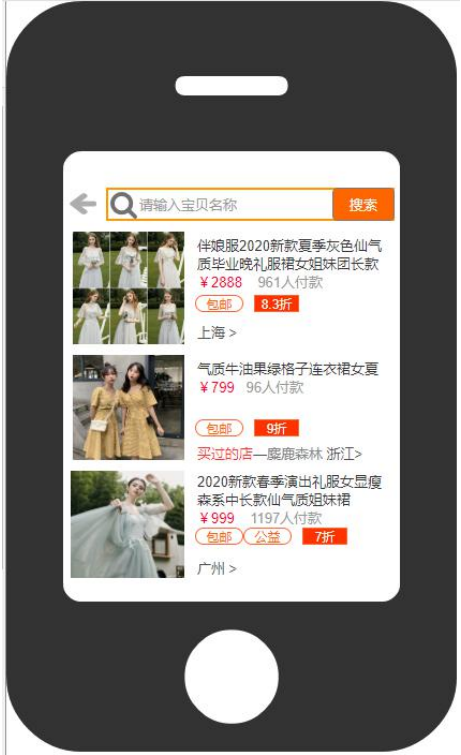 请输入宝贝名称
搜索
伴娘服2020新款夏季灰色仙气
质毕业晚礼服裙女姐妹团长款
￥2888 961人付款
包邮 8.3折
上海 >
气质牛油果绿格子连衣裙女夏
￥799 96人付款
包邮 9折
买过的店—麋鹿森林 浙江>
2020新款春季演出礼服女显瘦
森系中长款仙气质姐妹裙
￥999 1197人付款
包邮 公益 7折
广州 >